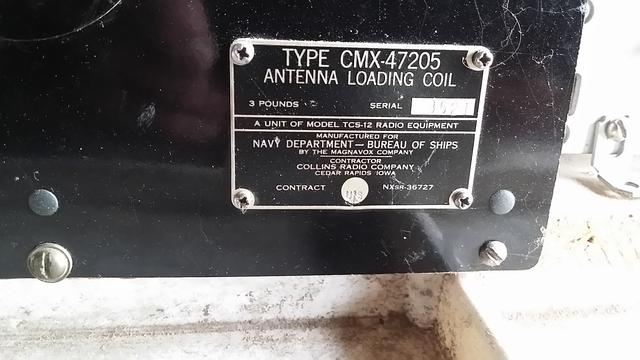 TYPE CMX-47205
ANTENNA LOADING COIL
3 POUNDS SERIAL
A UNIT OF MODEL TCS-12 RADIO EQUIPMENT
MANUFACTURED FOR
NAVY DEPARTMENT — BUREAU OF SHIPS
BY THE MAGNAVOX COMPANY
CONTRACTOR
COLLINS RADIO COMPANY
CEDAR RAPIDS IOWA
CONTRACT NXSR-36727